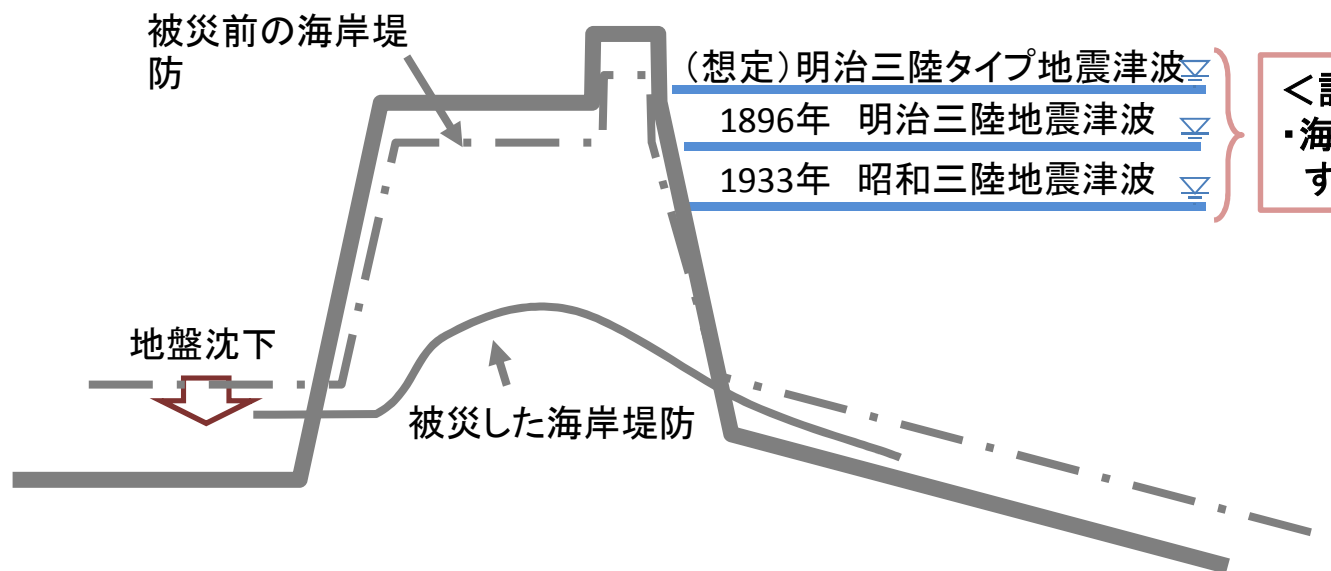 被災前の海岸堤
防
(想定)明治三陸タイプ地震津波
1896年 明治三陸地震津波
1933年 昭和三陸地震津波
・海
す
地盤沈下
被災した海岸堤防